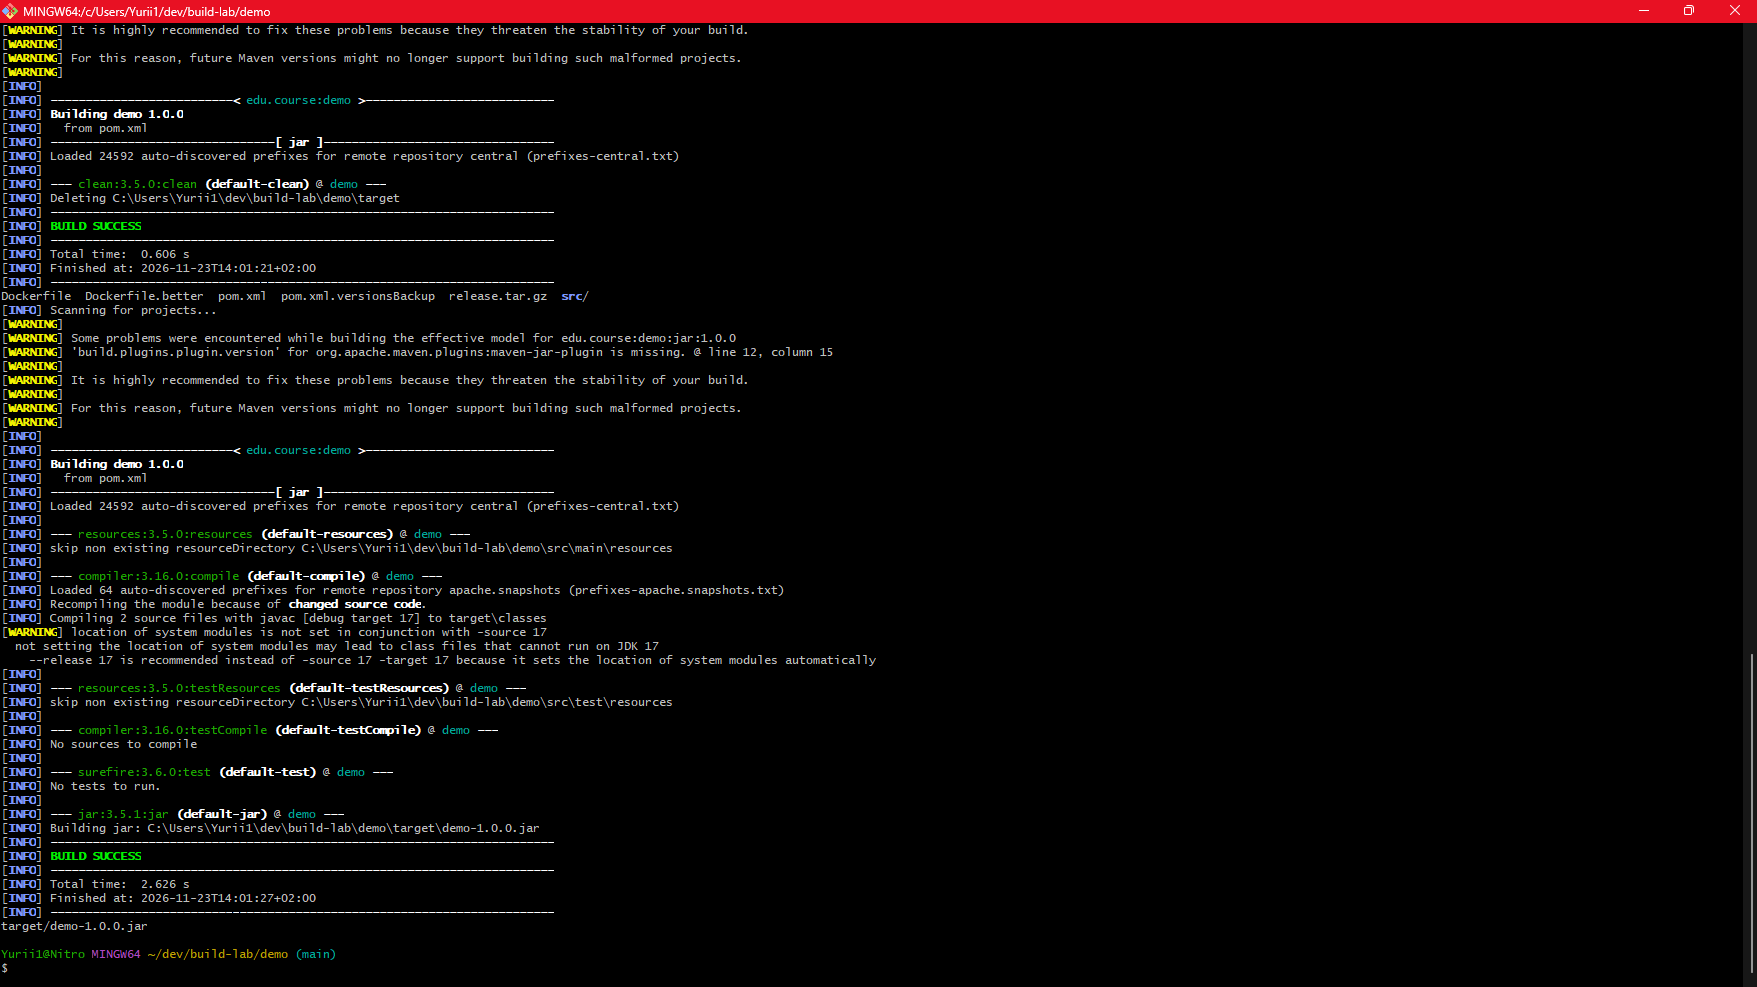 MINGW64:/c/Users/Yurii1/dev/build-lab/demo
[WARNING] It is highly recommended to fix these problems because they threaten the stability of your build.
[WARNING]
[WARNING] For this reason, future Maven versions might no longer support building such malformed projects.
[WARNING]
[INFO]
[INFO] --------------------------< edu.course:demo >---------------------------
[INFO] Building demo 1.0.0
[INFO]   from pom.xml
[INFO] --------------------------------[ jar ]---------------------------------
[INFO] Loaded 24592 auto-discovered prefixes for remote repository central (prefixes-central.txt)
[INFO]
[INFO] --- clean:3.5.0:clean (default-clean) @ demo ---
[INFO] Deleting C:\Users\Yurii1\dev\build-lab\demo\target
[INFO] ------------------------------------------------------------------------
[INFO] BUILD SUCCESS
[INFO] ------------------------------------------------------------------------
[INFO] Total time:  0.606 s
[INFO] Finished at: 2026-11-23T14:01:21+02:00
[INFO] ------------------------------------------------------------------------
Dockerfile  Dockerfile.better  pom.xml  pom.xml.versionsBackup  release.tar.gz  src/
[INFO] Scanning for projects...
[WARNING]
[WARNING] Some problems were encountered while building the effective model for edu.course:demo:jar:1.0.0
[WARNING] 'build.plugins.plugin.version' for org.apache.maven.plugins:maven-jar-plugin is missing. @ line 12, column 15
[WARNING]
[WARNING] It is highly recommended to fix these problems because they threaten the stability of your build.
[WARNING]
[WARNING] For this reason, future Maven versions might no longer support building such malformed projects.
[WARNING]
[INFO]
[INFO] --------------------------< edu.course:demo >---------------------------
[INFO] Building demo 1.0.0
[INFO]   from pom.xml
[INFO] --------------------------------[ jar ]---------------------------------
[INFO] Loaded 24592 auto-discovered prefixes for remote repository central (prefixes-central.txt)
[INFO]
[INFO] --- resources:3.5.0:resources (default-resources) @ demo ---
[INFO] skip non existing resourceDirectory C:\Users\Yurii1\dev\build-lab\demo\src\main\resources
[INFO]
[INFO] --- compiler:3.16.0:compile (default-compile) @ demo ---
[INFO] Loaded 64 auto-discovered prefixes for remote repository apache.snapshots (prefixes-apache.snapshots.txt)
[INFO] Recompiling the module because of changed source code.
[INFO] Compiling 2 source files with javac [debug target 17] to target\classes
[WARNING] location of system modules is not set in conjunction with -source 17
  not setting the location of system modules may lead to class files that cannot run on JDK 17
    --release 17 is recommended instead of -source 17 -target 17 because it sets the location of system modules automatically
[INFO]
[INFO] --- resources:3.5.0:testResources (default-testResources) @ demo ---
[INFO] skip non existing resourceDirectory C:\Users\Yurii1\dev\build-lab\demo\src\test\resources
[INFO]
[INFO] --- compiler:3.16.0:testCompile (default-testCompile) @ demo ---
[INFO] No sources to compile
[INFO]
[INFO] --- surefire:3.6.0:test (default-test) @ demo ---
[INFO] No tests to run.
[INFO]
[INFO] --- jar:3.5.1:jar (default-jar) @ demo ---
[INFO] Building jar: C:\Users\Yurii1\dev\build-lab\demo\target\demo-1.0.0.jar
[INFO] ------------------------------------------------------------------------
[INFO] BUILD SUCCESS
[INFO] ------------------------------------------------------------------------
[INFO] Total time:  2.626 s
[INFO] Finished at: 2026-11-23T14:01:27+02:00
[INFO] ------------------------------------------------------------------------
target/demo-1.0.0.jar
Yurii1@Nitro MINGW64 ~/dev/build-lab/demo (main)
$